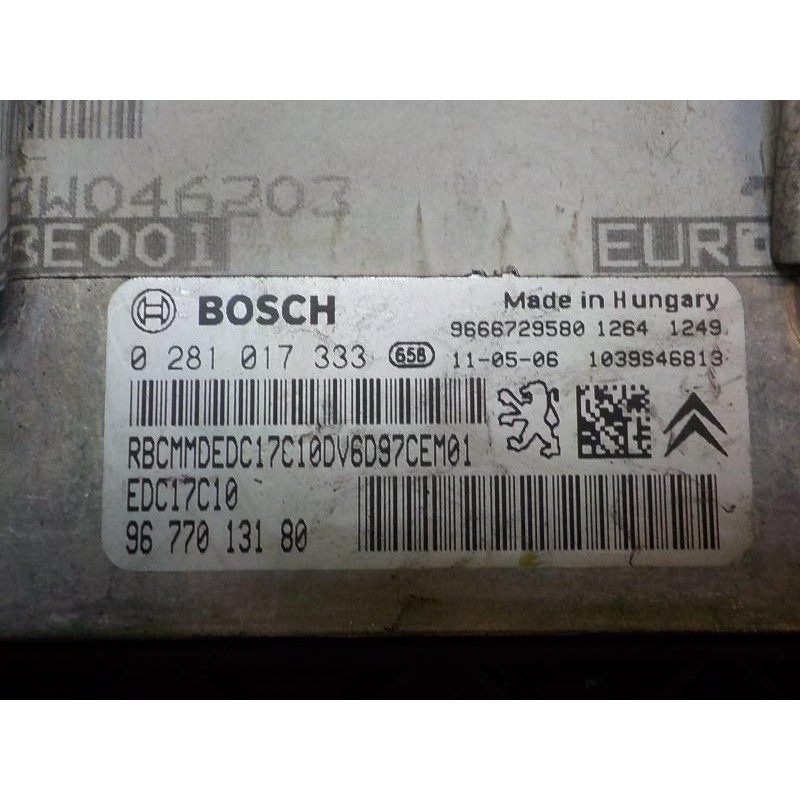 W046203
3E001
EURO
BOSCH
Made in Hungary
9666729580 1264 1249
0 281 017 333 658 11-05-06 1039S46813
RBCMMDEDC17C10DV6D97CEM01
EDC17C10
96 770 131 80